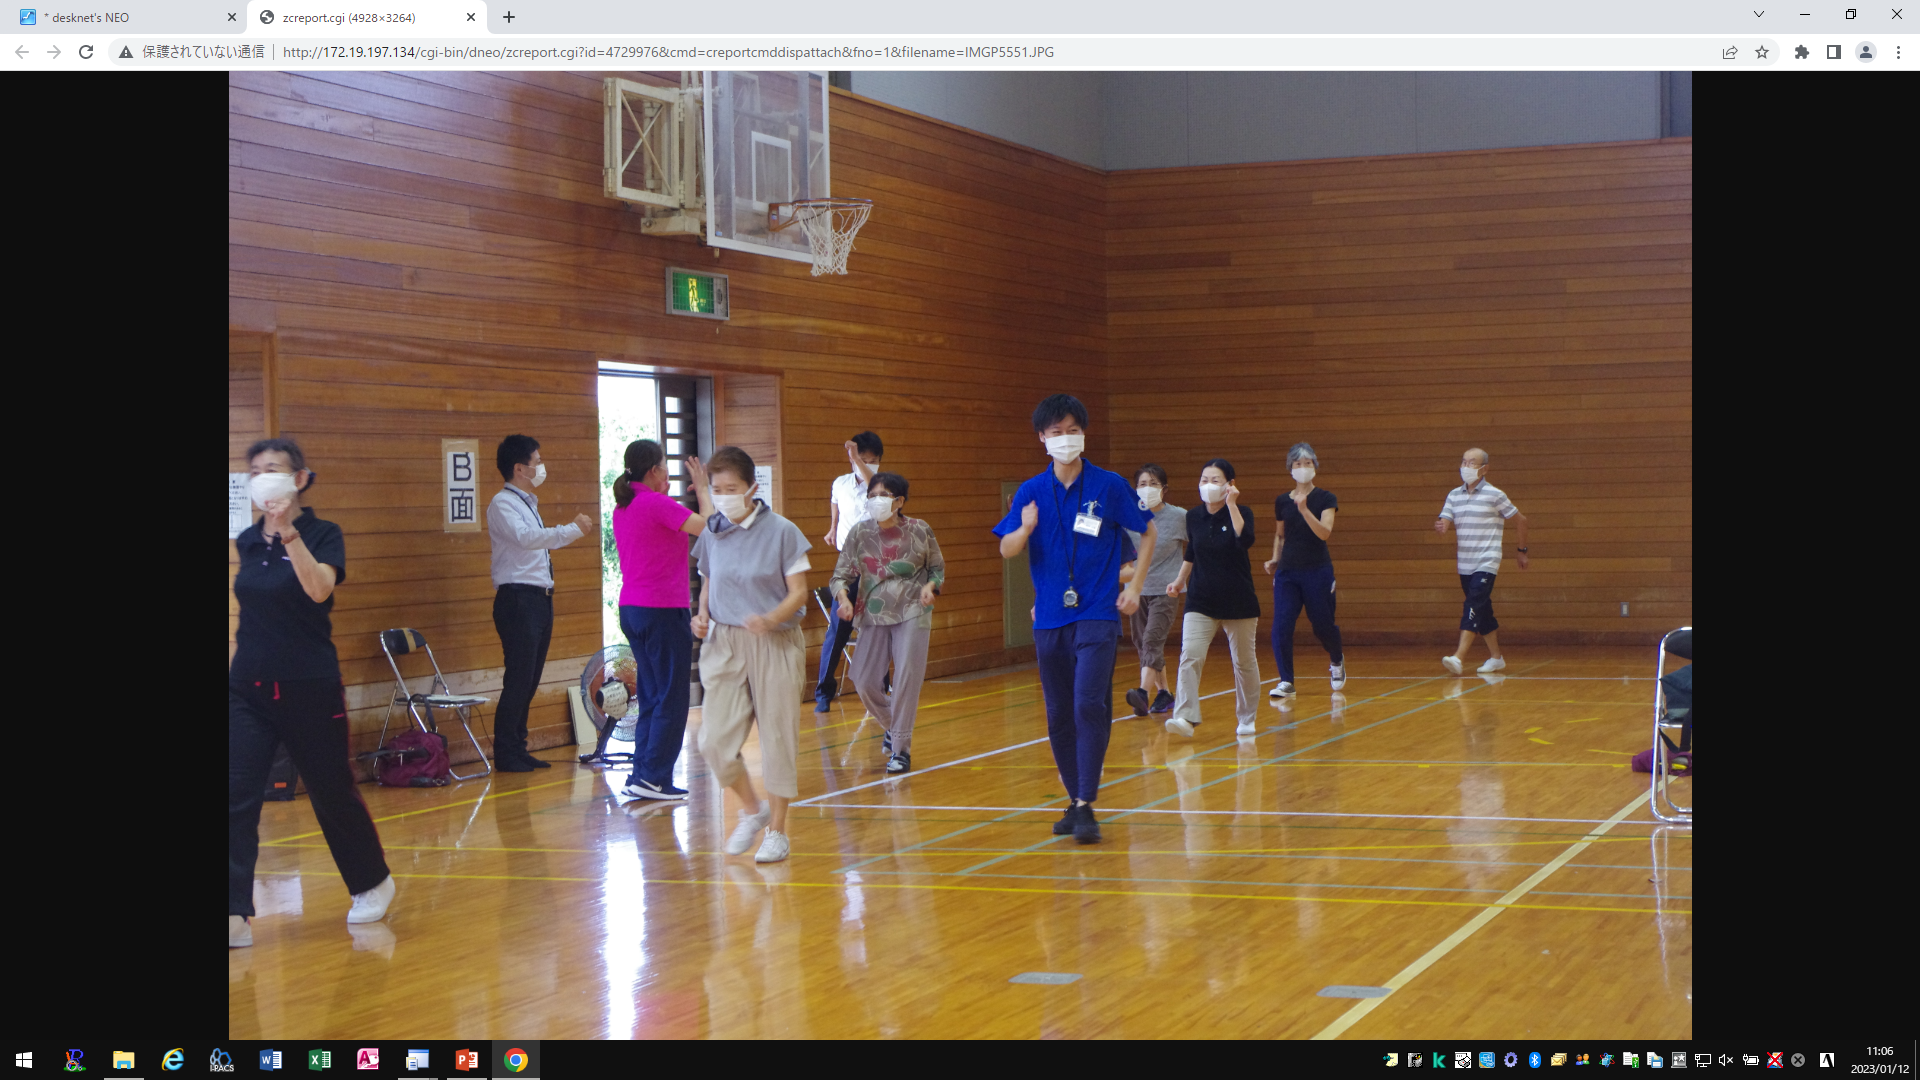 * desknet's NEO
zcreport.cgi (4928×3264)
保護されていない通信
http://172.19.197.134/cgi-bin/dneo/zcreport.cgi?id=4729976&cmd=creportcmddispattach&fno=1&filename=IMGP5551.JPG
B面
I-PACS
11:06
2023/01/12